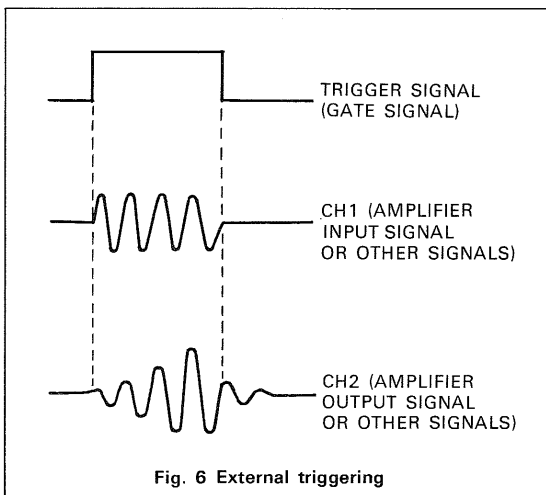 TRIGGER SIGNAL
(GATE SIGNAL)
CH1 (AMPLIFIER
INPUT SIGNAL
OR OTHER SIGNALS)
CH2 (AMPLIFIER
OUTPUT SIGNAL
OR OTHER SIGNALS)
Fig. 6 External triggering